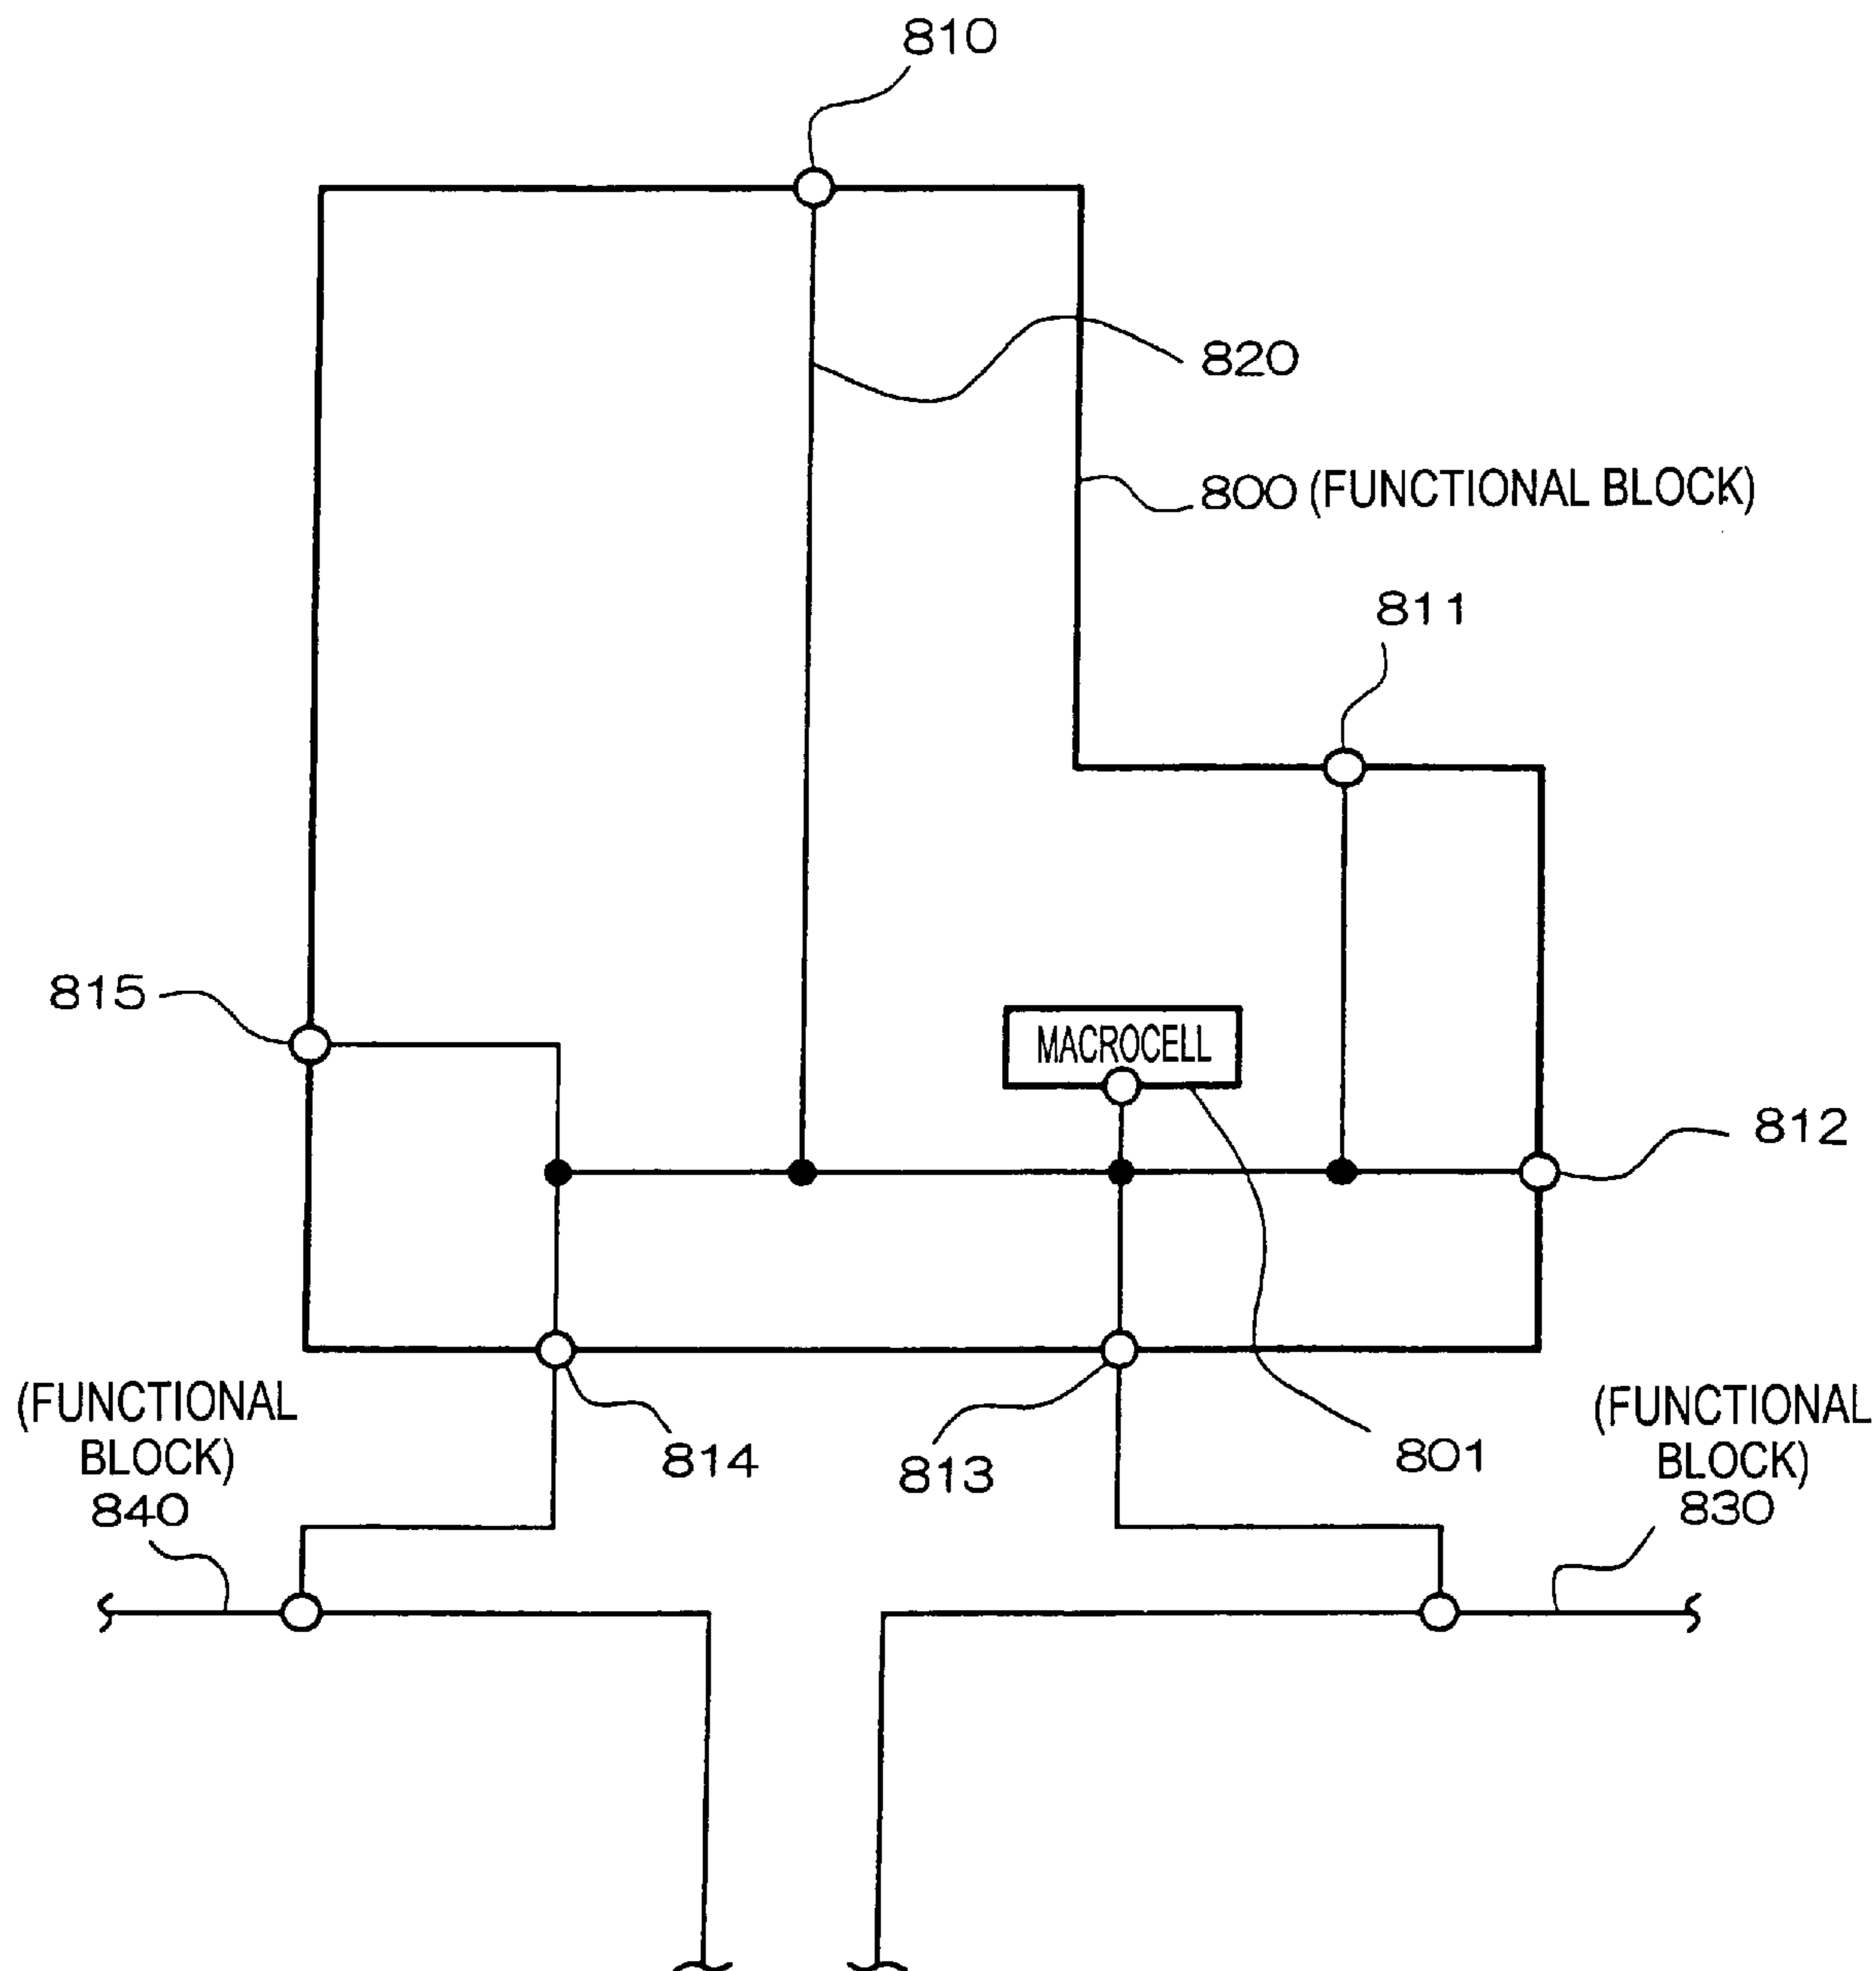 810
820
800 (FUNCTIONAL BLOCK)
811
815
MACROCELL
812
(FUNCTIONAL
BLOCK)
840
814
813
801
(FUNCTIONAL
BLOCK)
830